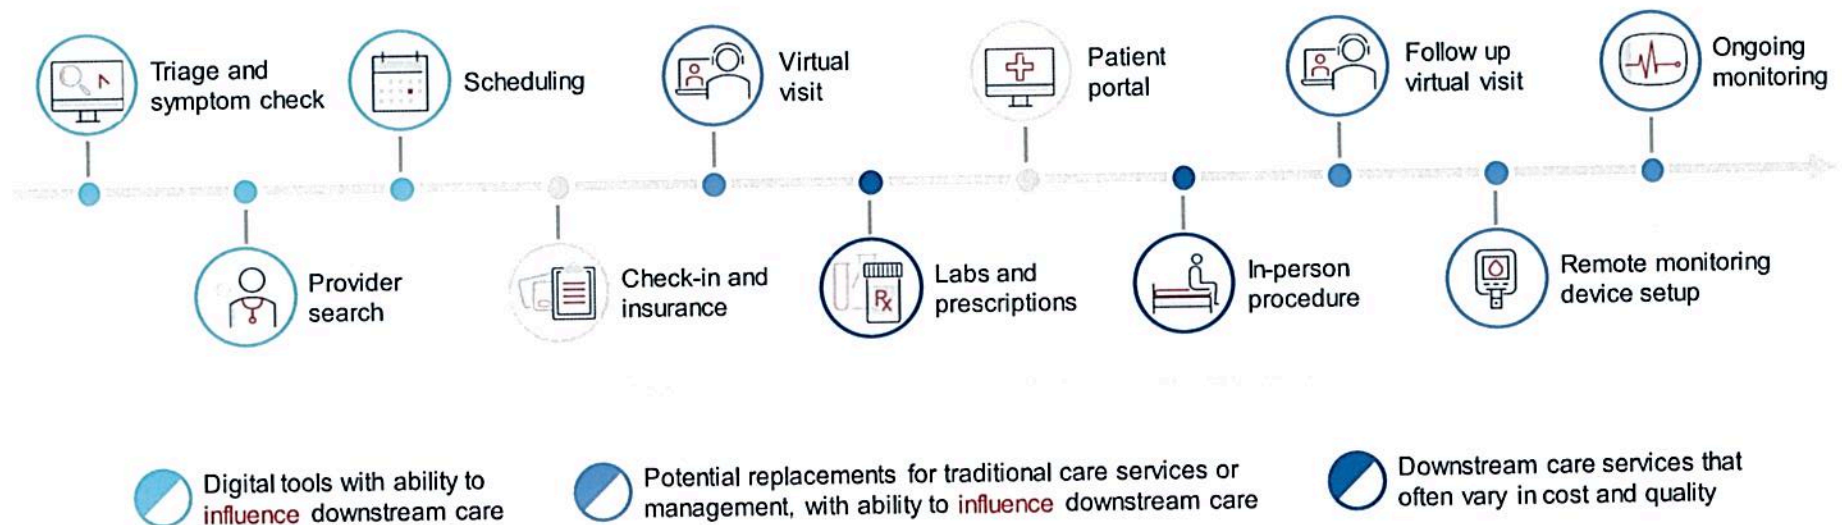 Triage and
symptom check
Scheduling
Virtual
visit
Patient
portal
Follow up
virtual visit
Ongoing
monitoring
Provider
search
Check-in and
insurance
Rx
Labs and
prescriptions
In-person
procedure
Remote monitoring
device setup
Digital tools with ability to
influence downstream care
Potential replacements for traditional care services or
management, with ability to influence downstream care
Downstream care services that
often vary in cost and quality